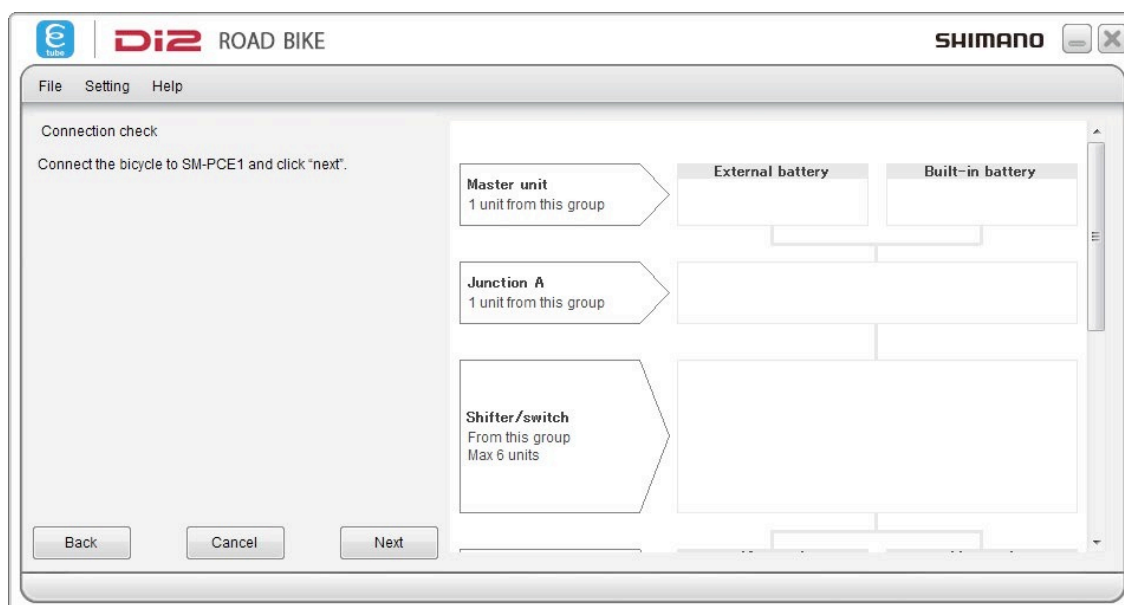 e tube
Di2 ROAD BIKE
SHIMANO
File Setting Help
Connection check
Connect the bicycle to SM-PCE1 and click “next”.
Master unit
1 unit from this group
External battery
Built-in battery
Junction A
1 unit from this group
Shifter/switch
From this group
Max 6 units
Back
Cancel
Next